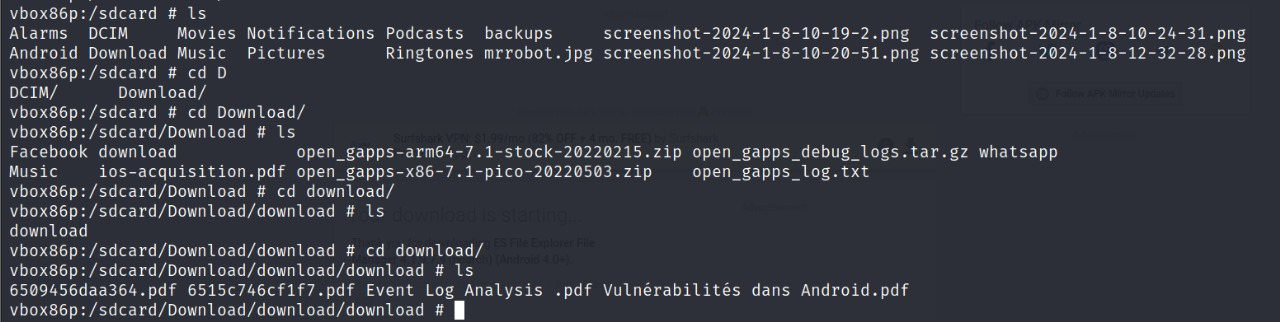 vbox86p:/sdcard # ls
Alarms DCIM Movies Notifications Podcasts backups screenshot-2024-1-8-10-19-2.png screenshot-2024-1-8-10-24-31.png
Android Download Music Pictures Ringtones mrrobot.jpg screenshot-2024-1-8-10-20-51.png screenshot-2024-1-8-12-32-28.png
vbox86p:/sdcard # cd D
DCIM/ Download/
vbox86p:/sdcard # cd Download/
vbox86p:/sdcard/Download # ls
Facebook download open_gapps-arm64-7.1-stock-20220215.zip open_gapps_debug_logs.tar.gz whatsapp
Music ios-acquisition.pdf open_gapps-x86-7.1-pico-20220503.zip open_gapps_log.txt
vbox86p:/sdcard/Download # cd download/
vbox86p:/sdcard/Download/download # ls
download
vbox86p:/sdcard/Download/download # cd download/
vbox86p:/sdcard/Download/download/download # ls
6509456daa364.pdf 6515c746cf1f7.pdf Event Log Analysis .pdf Vulnérabilités dans Android.pdf
vbox86p:/sdcard/Download/download/download #